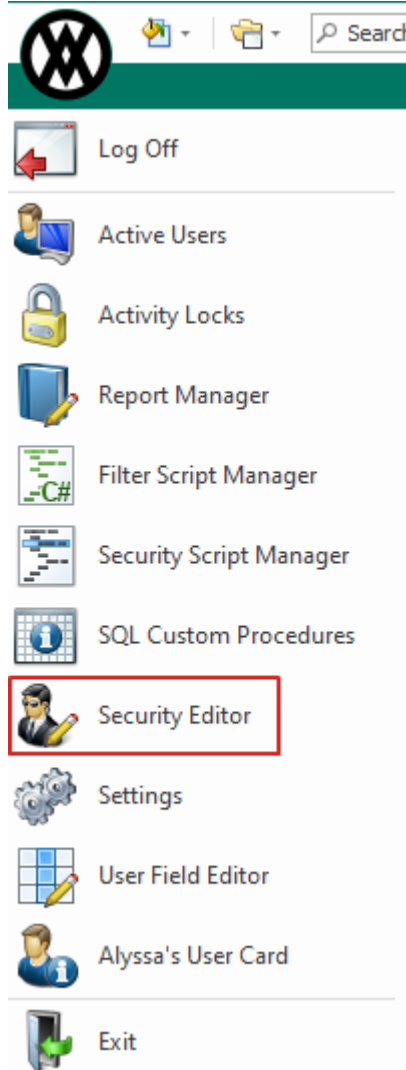 Search
Log Off
Active Users
Activity Locks
Report Manager
C#
Filter Script Manager
Security Script Manager
SQL Custom Procedures
Security Editor
Settings
User Field Editor
Alyssa's User Card
Exit